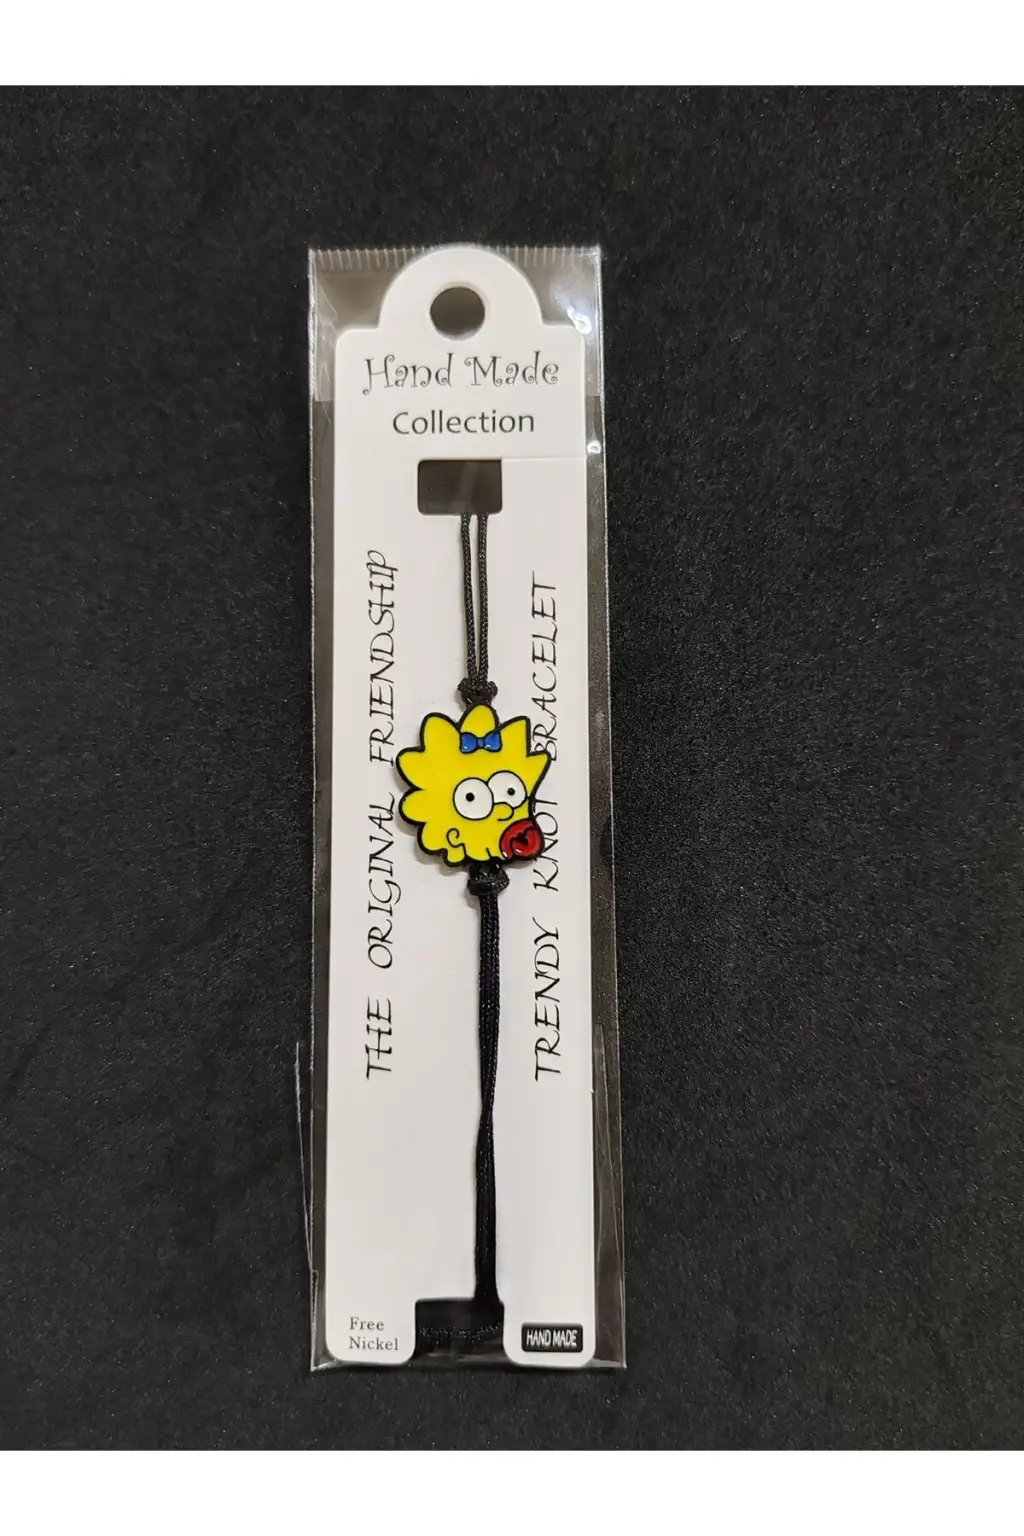 Hand Made
Collection
THE ORIGINAL FRIENDSHIP
TRENDY KNOT BRACELET
Free
Nickel
HAND MADE